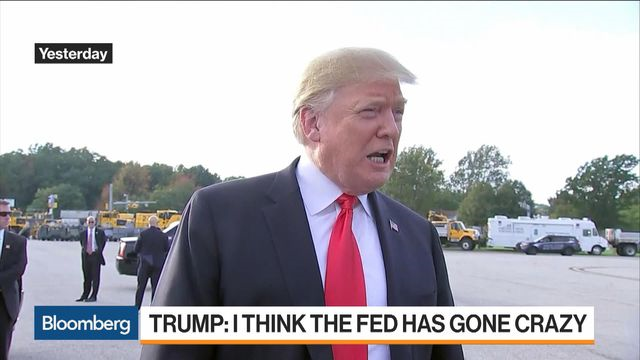 Yesterday
Bloomberg
TRUMP: I THINK THE FED HAS GONE CRAZY